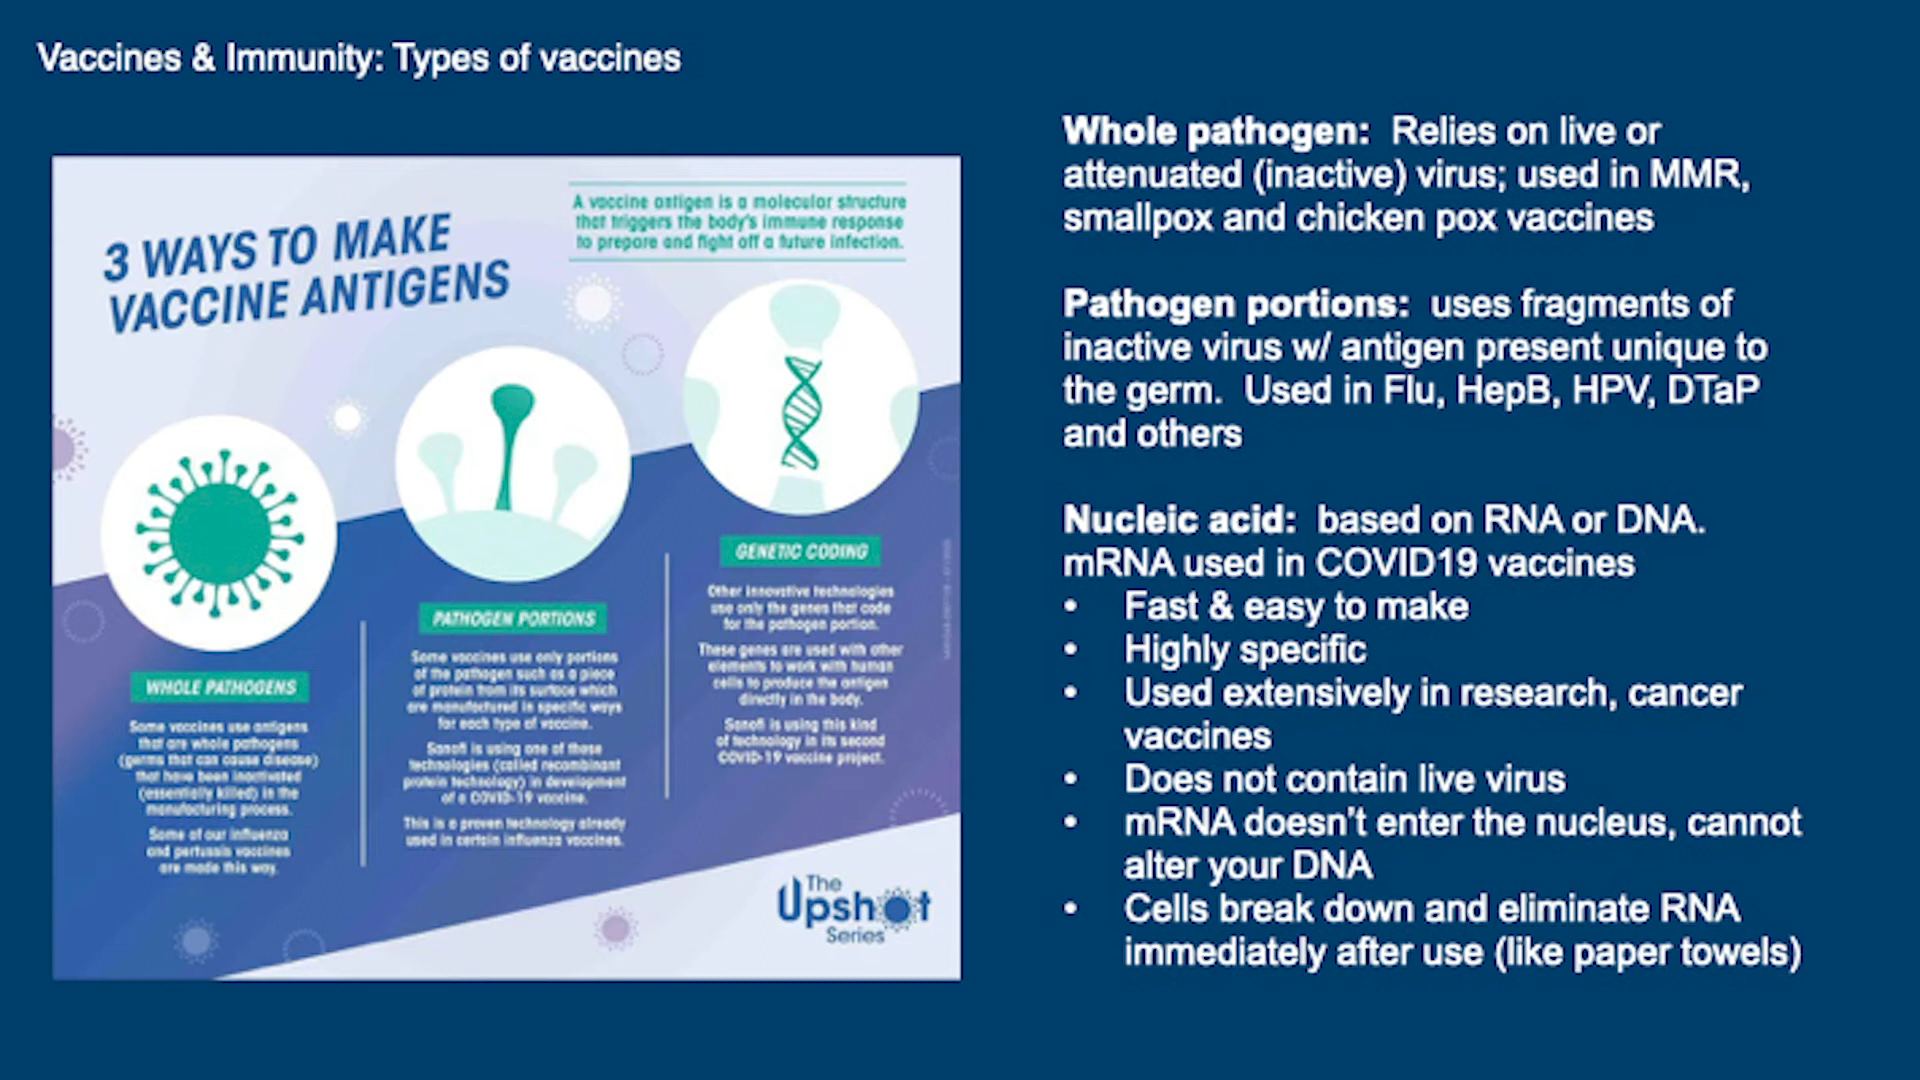 Vaccines & Immunity: Types of vaccines
3 WAYS TO MAKE
VACCINE ANTIGENS
A vaccine antigen is a molecular structure
that triggers the body's immune response
to prepare and fight off a future infection.
WHOLE PATHOGENS
Some vaccines use antigens
that are whole pathogens
(germs that can cause disease)
that have been inactivated
(essentially killed) in the
manufacturing process.
Some of our influenza
and pertussis vaccines
are made this way.
PATHOGEN PORTIONS
Some vaccines use only portions
of the pathogen such as a piece
of protein from its surface which
are manufactured in specific ways
for each type of vaccine.
Sanofi is using one of these
technologies (called recombinant
protein technology) in development
of a COVID-19 vaccine.
This is a proven technology already
used in certain influenza vaccines.
GENETIC CODING
Other innovative technologies
use only the genes that code
for the pathogen portion.
These genes are used with other
elements to work with human
cells to produce the antigen
directly in the body.
Sanofi is using this kind
of technology in its second
COVID-19 vaccine project.
The
Upshot
Series
Whole pathogen: Relies on live or
attenuated (inactive) virus; used in MMR,
smallpox and chicken pox vaccines
Pathogen portions: uses fragments of
inactive virus w/ antigen present unique to
the germ. Used in Flu, HepB, HPV, DTaP
and others
Nucleic acid: based on RNA or DNA.
mRNA used in COVID19 vaccines
• Fast & easy to make
• Highly specific
• Used extensively in research, cancer
vaccines
• Does not contain live virus
• mRNA doesn't enter the nucleus, cannot
alter your DNA
• Cells break down and eliminate RNA
immediately after use (like paper towels)